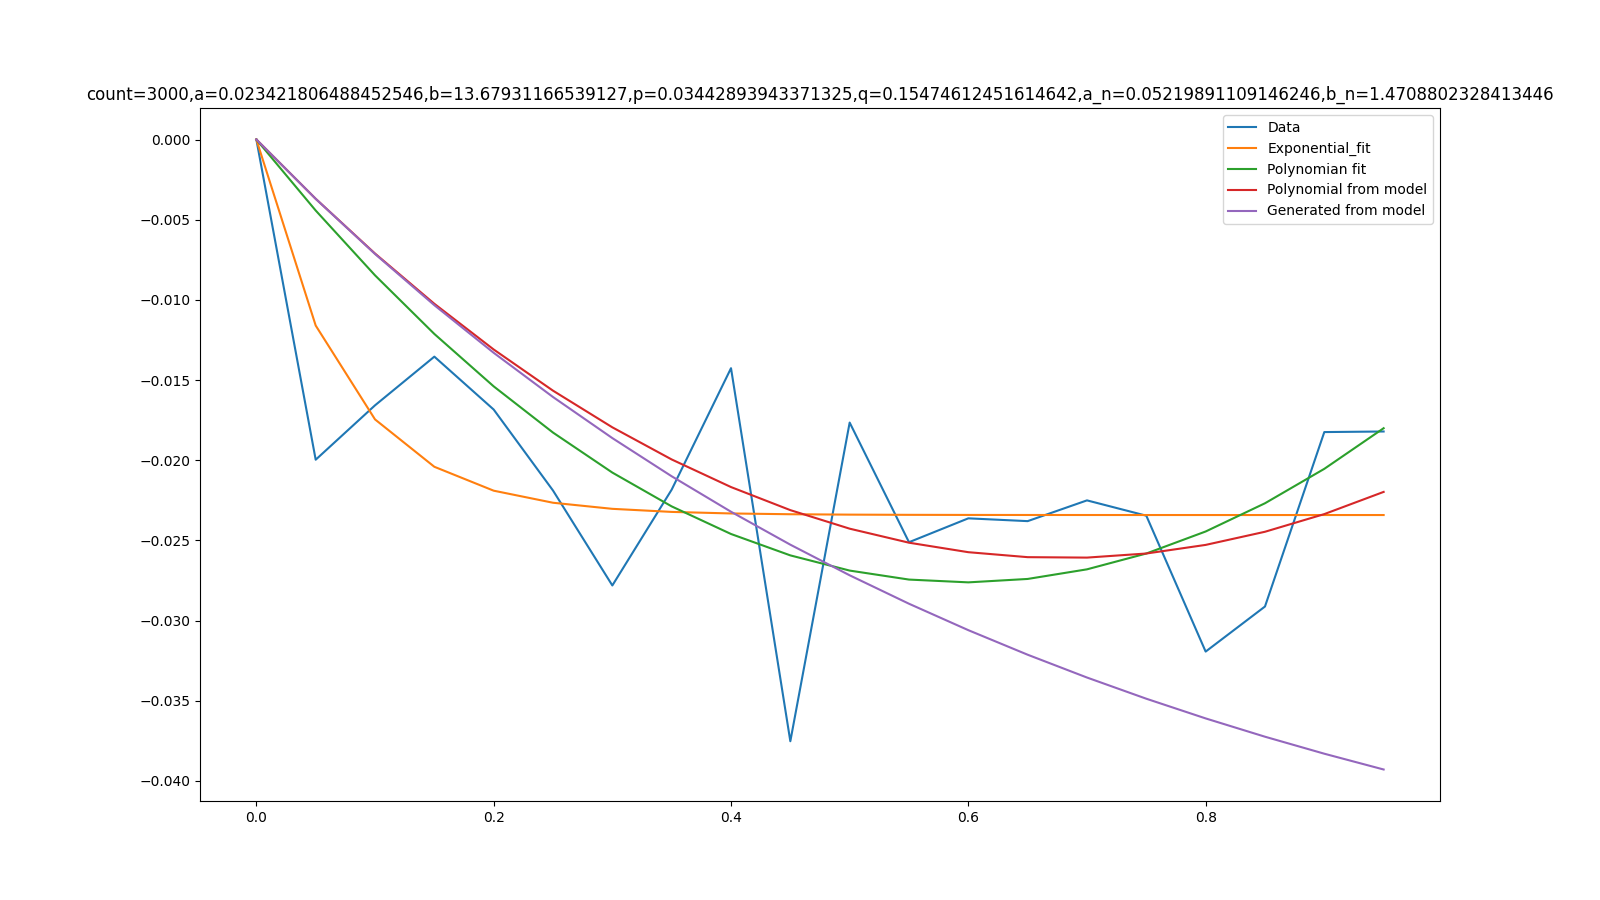 count=3000,a=0.023421806488452546,b=13.67931166539127,p=0.03442893943371325,q=0.15474612451614642,a_n=0.05219891109146246,b_n=1.4708802328413446
Data
Exponential_fit
Polynomian fit
Polynomial from model
Generated from model
0.000
−0.005
−0.010
−0.015
−0.020
−0.025
−0.030
−0.035
−0.040
0.0 0.2 0.4 0.6 0.8